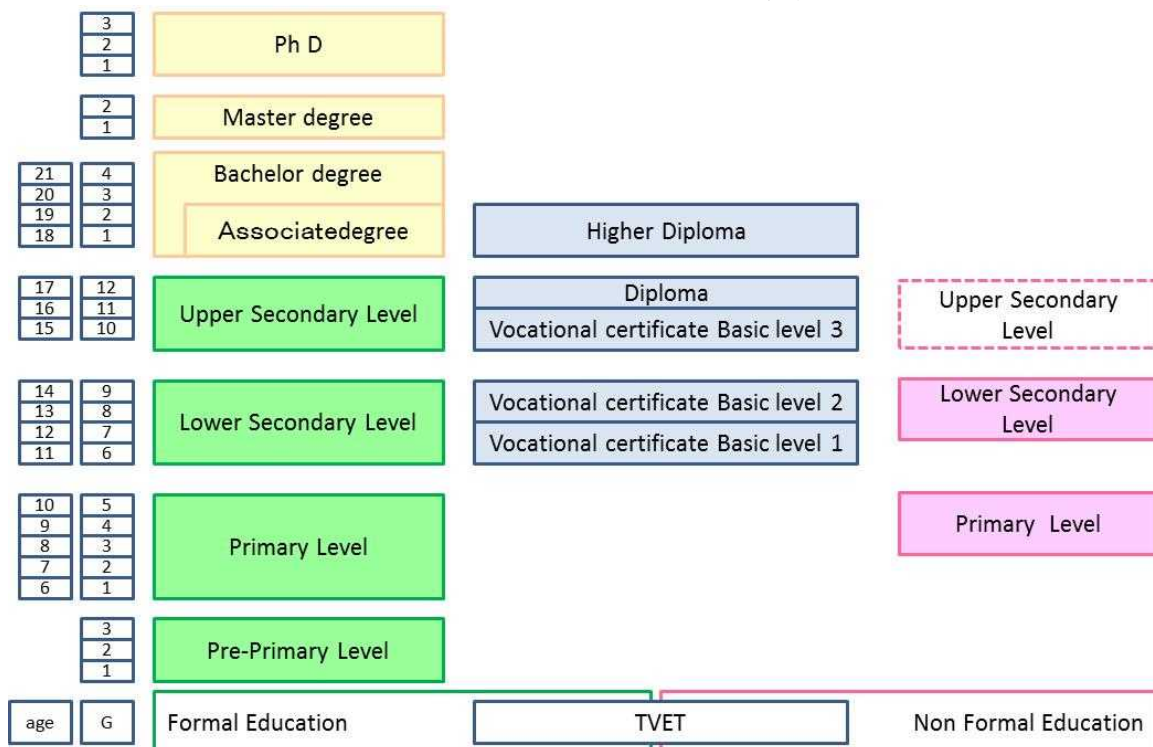 3
2
1
Ph D
2
1
Master degree
21 4
20 3
19 2
18 1
Bachelor degree
Associatedegree
Higher Diploma
17 12
16 11
15 10
Upper Secondary Level
Diploma
Vocational certificate Basic level 3
Upper Secondary
Level
14 9
13 8
12 7
11 6
Lower Secondary Level
Vocational certificate Basic level 2
Vocational certificate Basic level 1
Lower Secondary
Level
10 5
9 4
8 3
7 2
6 1
Primary Level
Primary Level
3
2
1
Pre-Primary Level
age G Formal Education TVET Non Formal Education